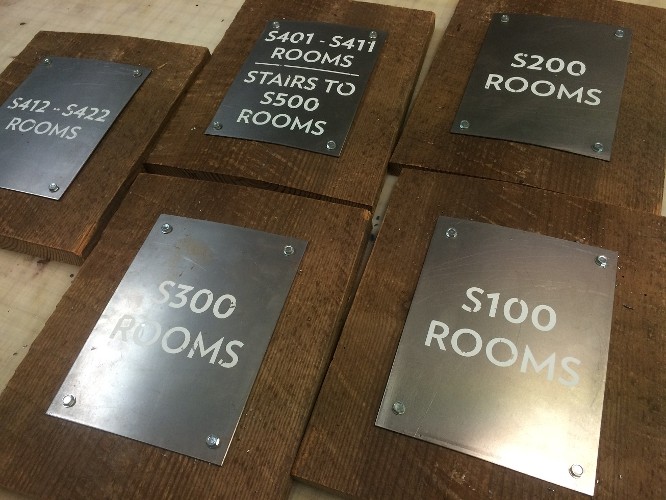 S412 - S422
ROOMS
S401 - S411
ROOMS
STAIRS TO
S500
ROOMS
S200
ROOMS
S300
ROOMS
S100
ROOMS